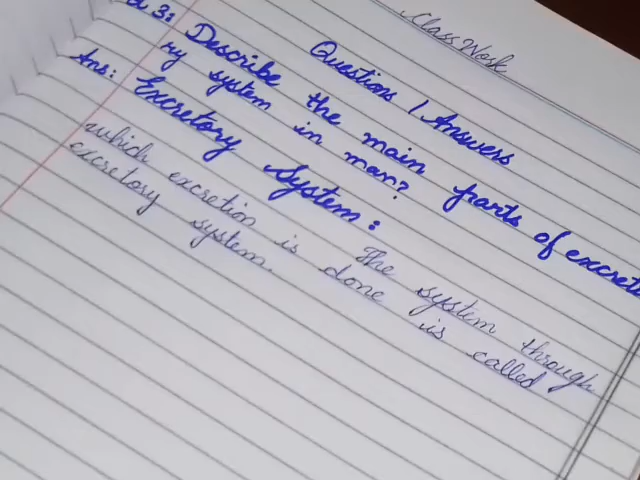 Class Work
Questions / Answers
Q 3: Describe the main parts of excreto
ry system in man?
Ans: Excretory System:
The system through
which excretion is done is called
excretory system.